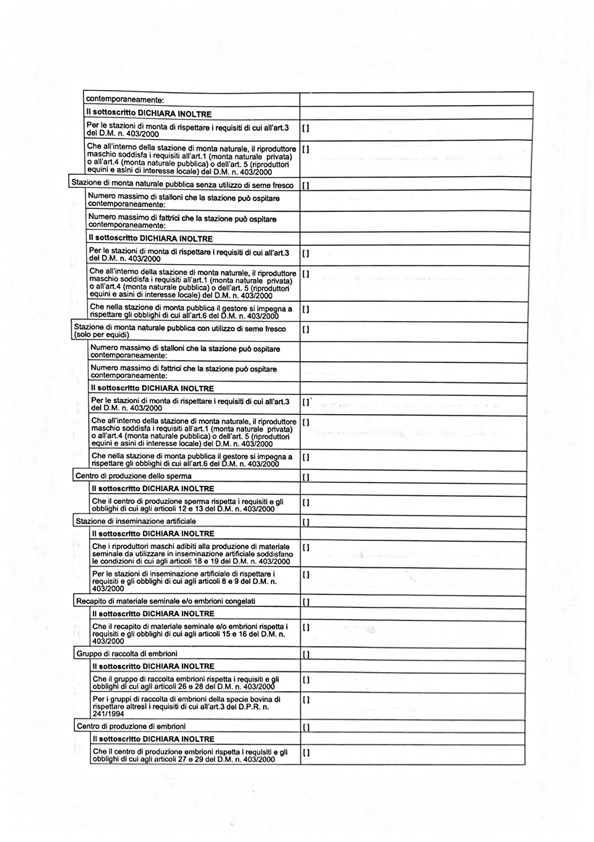 contemporaneamente:
Il sottoscritto DICHIARA INOLTRE
Per le stazioni di monta di rispettare i requisiti di cui all'art.3 [ ]
del D.M. n. 403/2000
Che all'interno della stazione di monta naturale, il riproduttore [ ]
maschio soddisfa i requisiti all'art.1 (monta naturale privata)
o all'art.4 (monta naturale pubblica) o dell'art. 5 (riproduttori
equini e asini di interesse locale) del D.M. n. 403/2000
Stazione di monta naturale pubblica senza utilizzo di seme fresco [ ]
Numero massimo di stalloni che la stazione può ospitare
contemporaneamente:
Numero massimo di fattrici che la stazione può ospitare
contemporaneamente:
Il sottoscritto DICHIARA INOLTRE
Per le stazioni di monta di rispettare i requisiti di cui all'art.3 [ ]
del D.M. n. 403/2000
Che all'interno della stazione di monta naturale, il riproduttore [ ]
maschio soddisfa i requisiti all'art.1 (monta naturale privata)
o all'art.4 (monta naturale pubblica) o dell'art. 5 (riproduttori
equini e asini di interesse locale) del D.M. n. 403/2000
Che nella stazione di monta pubblica il gestore si impegna a [ ]
rispettare gli obblighi di cui all'art.6 del D.M. n. 403/2000
Stazione di monta naturale pubblica con utilizzo di seme fresco [ ]
(solo per equidi)
Numero massimo di stalloni che la stazione può ospitare
contemporaneamente:
Numero massimo di fattrici che la stazione può ospitare
contemporaneamente:
Il sottoscritto DICHIARA INOLTRE
Per le stazioni di monta di rispettare i requisiti di cui all'art.3 [ ]
del D.M. n. 403/2000
Che all'interno della stazione di monta naturale, il riproduttore [ ]
maschio soddisfa i requisiti all'art.1 (monta naturale privata)
o all'art.4 (monta naturale pubblica) o dell'art. 5 (riproduttori
equini e asini di interesse locale) del D.M. n. 403/2000
Che nella stazione di monta pubblica il gestore si impegna a [ ]
rispettare gli obblighi di cui all'art.6 del D.M. n. 403/2000
Centro di produzione dello sperma [ ]
Il sottoscritto DICHIARA INOLTRE
Che il centro di produzione sperma rispetta i requisiti e gli [ ]
obblighi di cui agli articoli 12 e 13 del D.M. n. 403/2000
Stazione di inseminazione artificiale [ ]
Il sottoscritto DICHIARA INOLTRE
Che i riproduttori maschi adibiti alla produzione di materiale [ ]
seminale da utilizzare in inseminazione artificiale soddisfano
le condizioni di cui agli articoli 18 e 19 del D.M. n. 403/2000
Per le stazioni di inseminazione artificiale di rispettare i [ ]
requisiti e gli obblighi di cui agli articoli 8 e 9 del D.M. n.
403/2000
Recapito di materiale seminale e/o embrioni congelati [ ]
Il sottoscritto DICHIARA INOLTRE
Che il recapito di materiale seminale e/o embrioni rispetta i [ ]
requisiti e gli obblighi di cui agli articoli 15 e 16 del D.M. n.
403/2000
Gruppo di raccolta di embrioni [ ]
Il sottoscritto DICHIARA INOLTRE
Che il gruppo di raccolta embrioni rispetta i requisiti e gli [ ]
obblighi di cui agli articoli 26 e 28 del D.M. n. 403/2000
Per i gruppi di raccolta di embrioni della specie bovina di [ ]
rispettare altresì i requisiti di cui all'art.3 del D.P.R. n.
241/1994
Centro di produzione di embrioni [ ]
Il sottoscritto DICHIARA INOLTRE
Che il centro di produzione embrioni rispetta i requisiti e gli [ ]
obblighi di cui agli articoli 27 e 29 del D.M. n. 403/2000